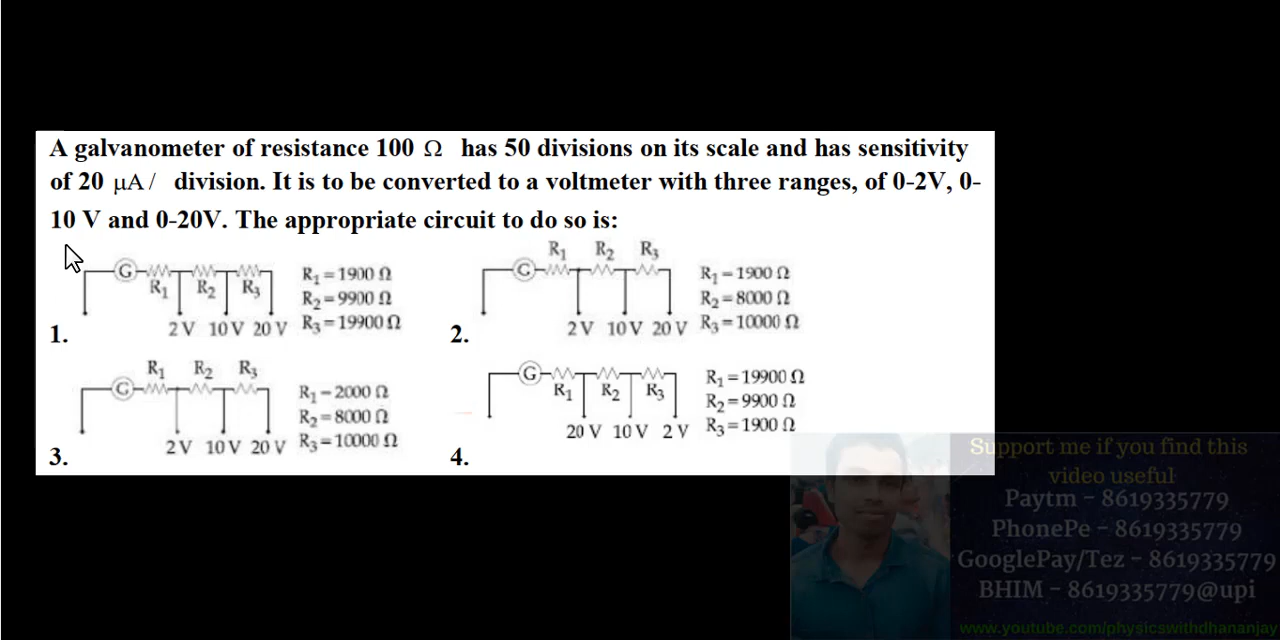 A galvanometer of resistance 100 Ω has 50 divisions on its scale and has sensitivity
of 20 μA/ division. It is to be converted to a voltmeter with three ranges, of 0-2V, 0-
10 V and 0-20V. The appropriate circuit to do so is:
1.
G
R₁ R₂ R₃
2 V 10 V 20 V
R₁ = 1900 Ω
R₂ = 9900 Ω
R₃ = 19900 Ω
2.
R₁ R₂ R₃
G
2 V 10 V 20 V
R₁ = 1900 Ω
R₂ = 8000 Ω
R₃ = 10000 Ω
3.
R₁ R₂ R₃
G
2 V 10 V 20 V
R₁ = 2000 Ω
R₂ = 8000 Ω
R₃ = 10000 Ω
4.
G
R₁ R₂ R₃
20 V 10 V 2 V
R₁ = 19900 Ω
R₂ = 9900 Ω
R₃ = 1900 Ω
Support me if you find this
video useful
Paytm - 8619335779
PhonePe - 8619335779
GooglePay/Tez - 8619335779
BHIM - 8619335779@upi
www.youtube.com/physicswithdhananjay